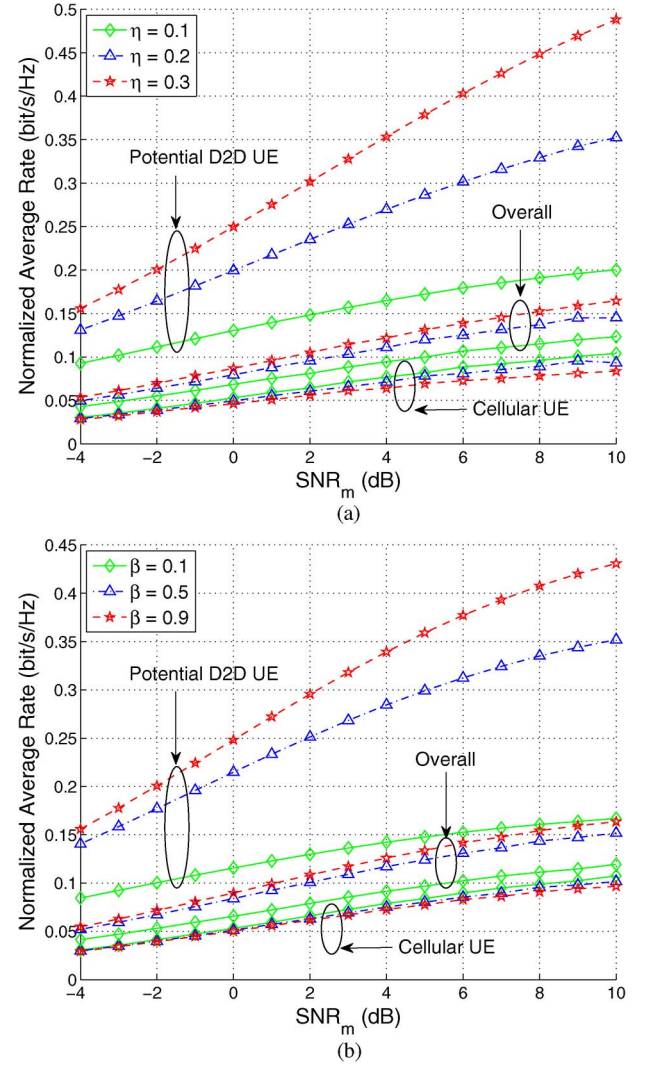 0.5
η = 0.1
η = 0.2
η = 0.3
0.45
0.4
0.35
0.3
0.25
0.2
0.15
0.1
0.05
0
Normalized Average Rate (bit/s/Hz)
Potential D2D UE
Overall
Cellular UE
−4 −2 0 2 4 6 8 10
SNRm (dB)
(a)
0.45
β = 0.1
β = 0.5
β = 0.9
0.4
0.35
0.3
0.25
0.2
0.15
0.1
0.05
0
Normalized Average Rate (bit/s/Hz)
Potential D2D UE
Overall
Cellular UE
−4 −2 0 2 4 6 8 10
SNRm (dB)
(b)